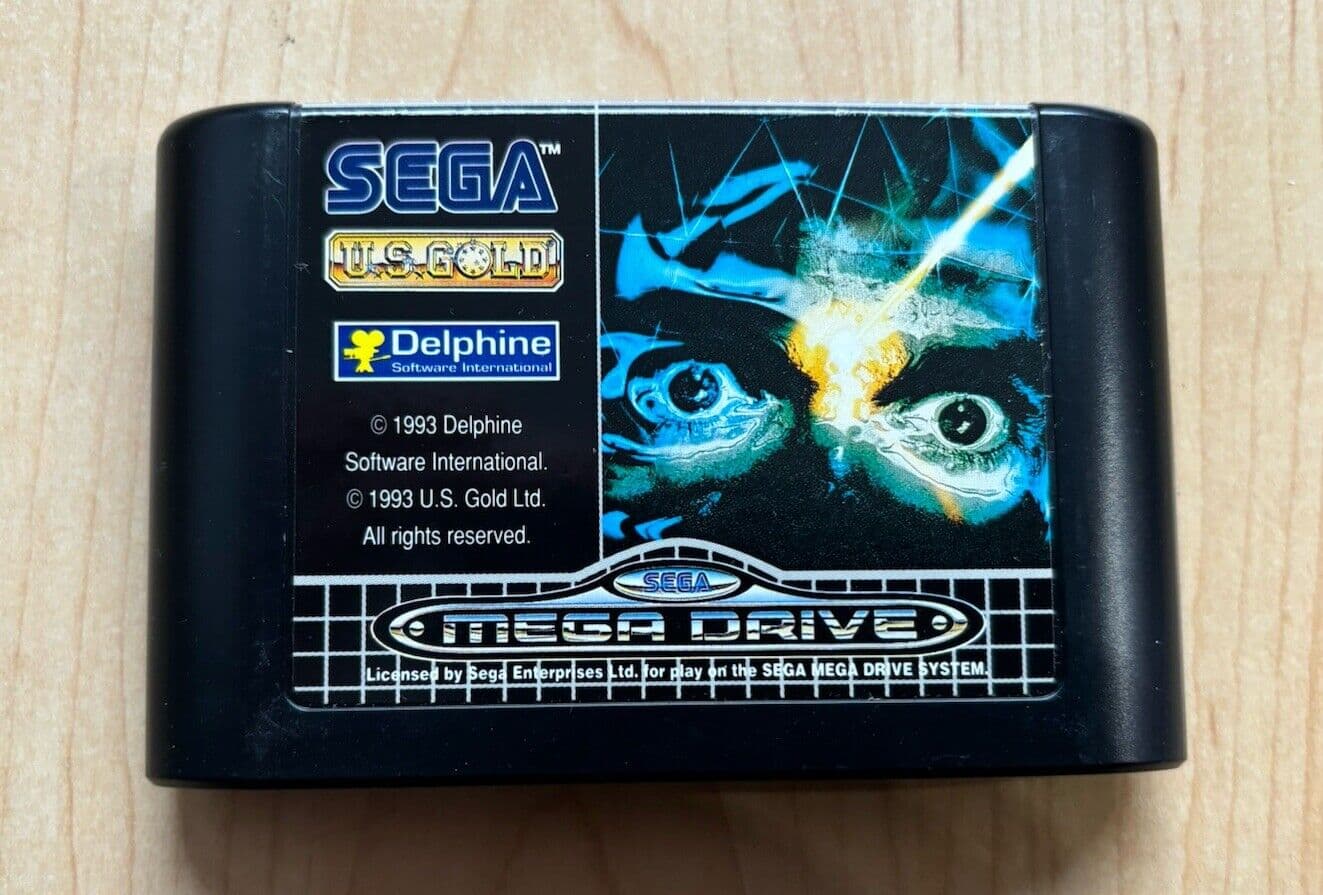 SEGA™
U.S. GOLD®
Delphine
Software International
© 1993 Delphine
Software International.
© 1993 U.S. Gold Ltd.
All rights reserved.
SEGA
MEGA DRIVE
Licensed by Sega Enterprises Ltd. for play on the SEGA MEGA DRIVE SYSTEM.